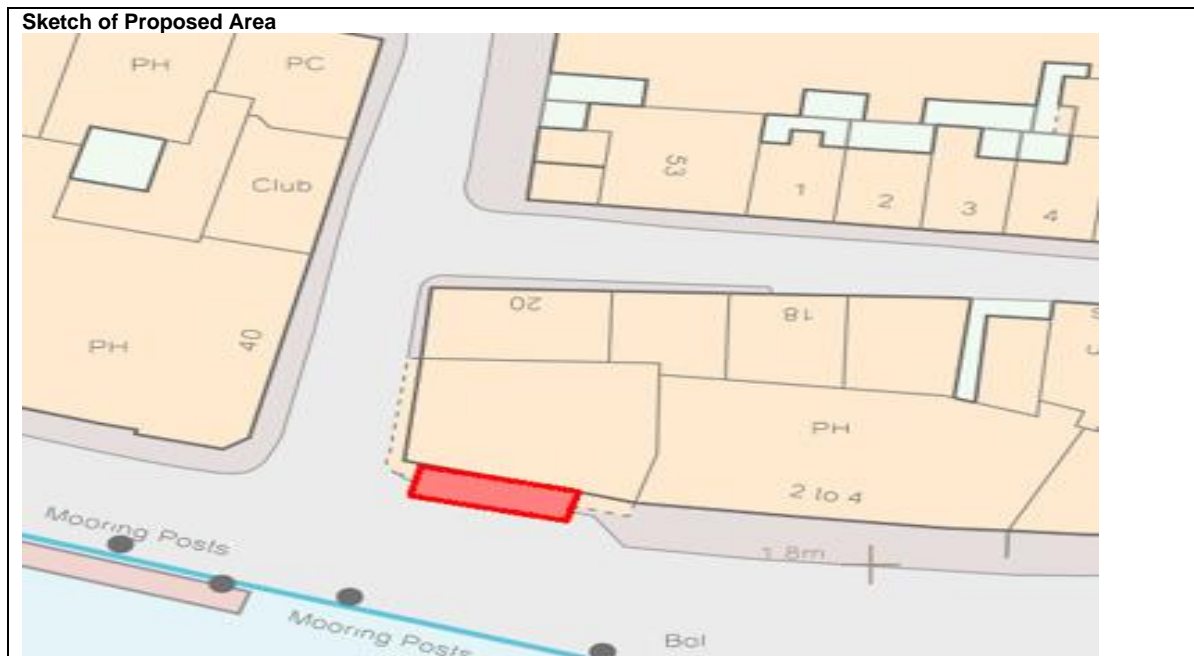 Sketch of Proposed Area
PH
PC
Club
53
1
2
3
4
PH
40
20
18
PH
2 to 4
1.8m
Mooring Posts
Mooring Posts
Bol